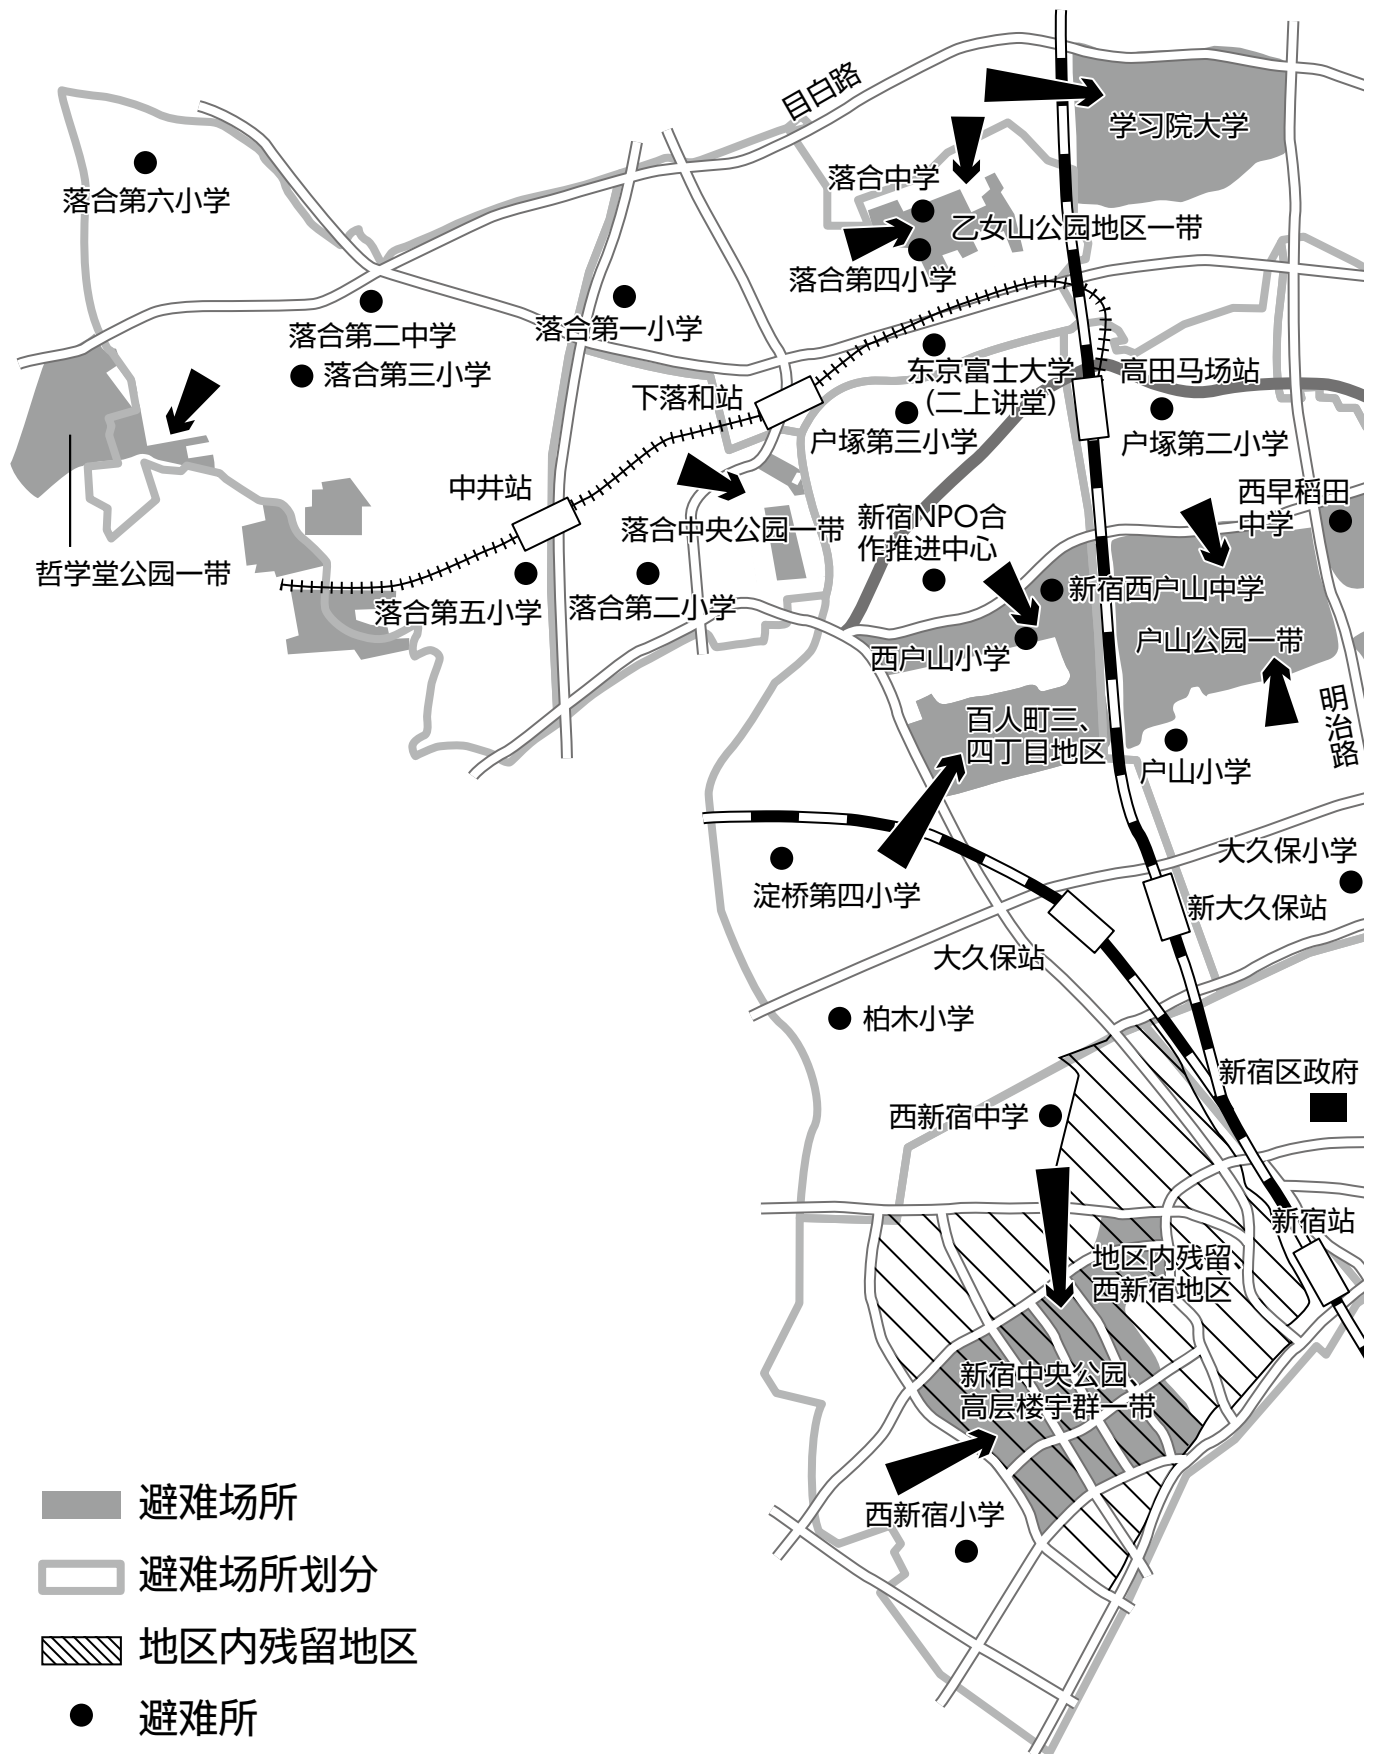 目白路
学习院大学
落合第六小学
落合中学
乙女山公园地区一带
落合第四小学
落合第二中学
落合第一小学
落合第三小学
下落和站
东京富士大学
（二上讲堂）
高田马场站
户塚第三小学
户塚第二小学
中井站
西早稻田
中学
落合中央公园一带
新宿NPO合
作推进中心
哲学堂公园一带
落合第五小学
落合第二小学
新宿西户山中学
户山公园一带
西户山小学
明治路
百人町三、
四丁目地区
户山小学
大久保小学
淀桥第四小学
新大久保站
大久保站
柏木小学
新宿区政府
西新宿中学
新宿站
地区内残留、
西新宿地区
新宿中央公园、
高层楼宇群一带
西新宿小学
避难场所
避难场所划分
地区内残留地区
避难所